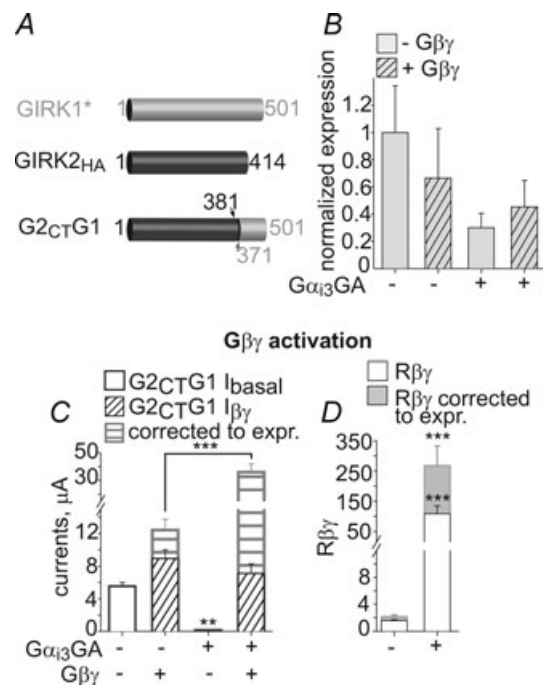 A
GIRK1* 1 501
GIRK2HA 1 414
381
G2CTG1 1 501
371
B
- Gβγ
+ Gβγ
normalized expression
1.2
1
0.8
0.6
0.4
0.2
0
Gαi3GA - - + +
Gβγ activation
C
G2CTG1 Ibasal
G2CTG1 Iβγ
corrected to expr.
currents, μA
50
30
12
8
4
0
***
**
Gαi3GA - - + +
Gβγ - + - +
D
Rβγ
Rβγ corrected
to expr.
Rβγ
350
250
150
50
8
4
0
***
***
- +